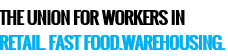 THE UNION FOR WORKERS IN
RETAIL. FAST FOOD.WAREHOUSING.